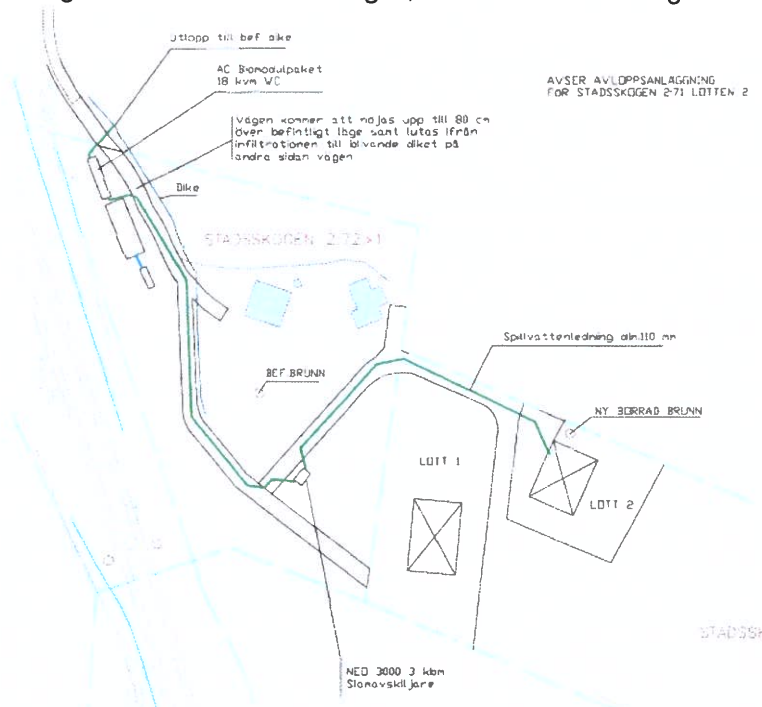 Utlopp till bef dike
AC Biomodulpaket
18 kvm WC
AVSER AVLOPPSANLÄGGNING
FÖR STADSSKOGEN 2:71 LOTTEN 2
Vägen kommer att höjas upp till 80 cm
över befintligt läge samt lutas ifrån
infiltrationen till blivande diket på
andra sidan vägen
Dike
STADSSKOGEN 2:72>1
Spillvattenledning dim.110 mm
BEF.BRUNN
NY BORRAD BRUNN
LOTT 1
LOTT 2
STADSSK
NED 3000 3 kbm
Slamavskiljare